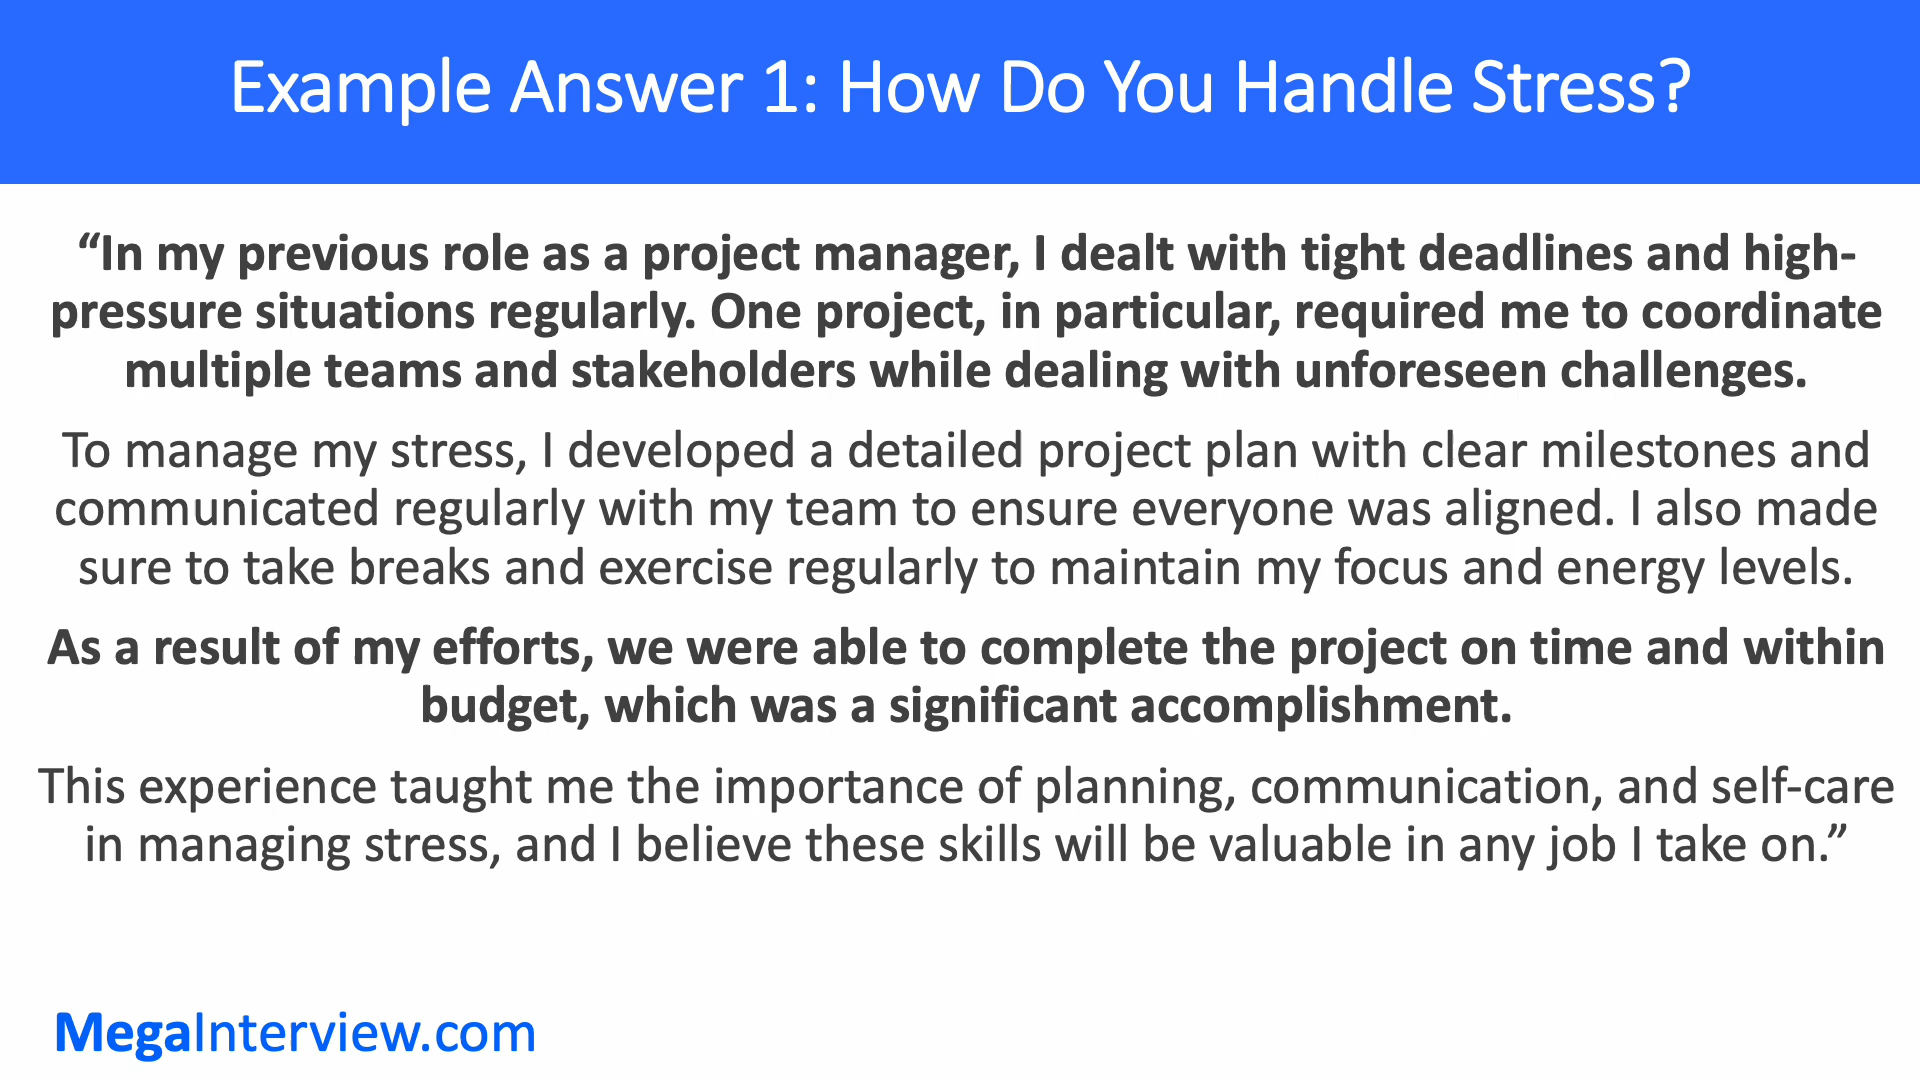 Example Answer 1: How Do You Handle Stress?
“In my previous role as a project manager, I dealt with tight deadlines and high-
pressure situations regularly. One project, in particular, required me to coordinate
multiple teams and stakeholders while dealing with unforeseen challenges.
To manage my stress, I developed a detailed project plan with clear milestones and
communicated regularly with my team to ensure everyone was aligned. I also made
sure to take breaks and exercise regularly to maintain my focus and energy levels.
As a result of my efforts, we were able to complete the project on time and within
budget, which was a significant accomplishment.
This experience taught me the importance of planning, communication, and self-care
in managing stress, and I believe these skills will be valuable in any job I take on.”
MegaInterview.com